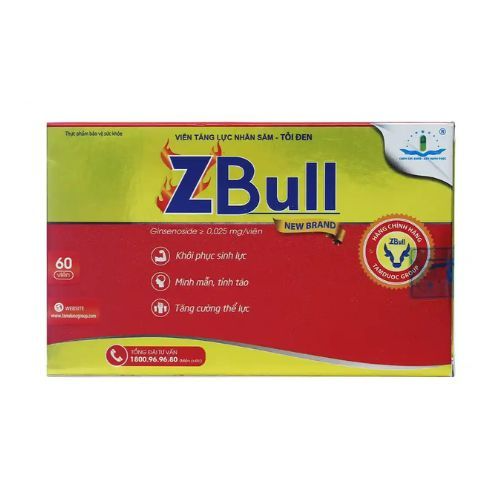 Thực phẩm bảo vệ sức khỏe
VIÊN TĂNG LỰC NHÂN SÂM - TỎI ĐEN
ZBull
NEW BRAND
Ginsenoside ≥ 0,025 mg/viên
Khôi phục sinh lực
Minh mẫn, tỉnh táo
Tăng cường thể lực
60
viên
WEBSITE
www.tamduocgroup.com
TỔNG ĐÀI TƯ VẤN
1800.96.96.80
HÀNG CHÍNH HÃNG
ZBull
TAMDUOC GROUP